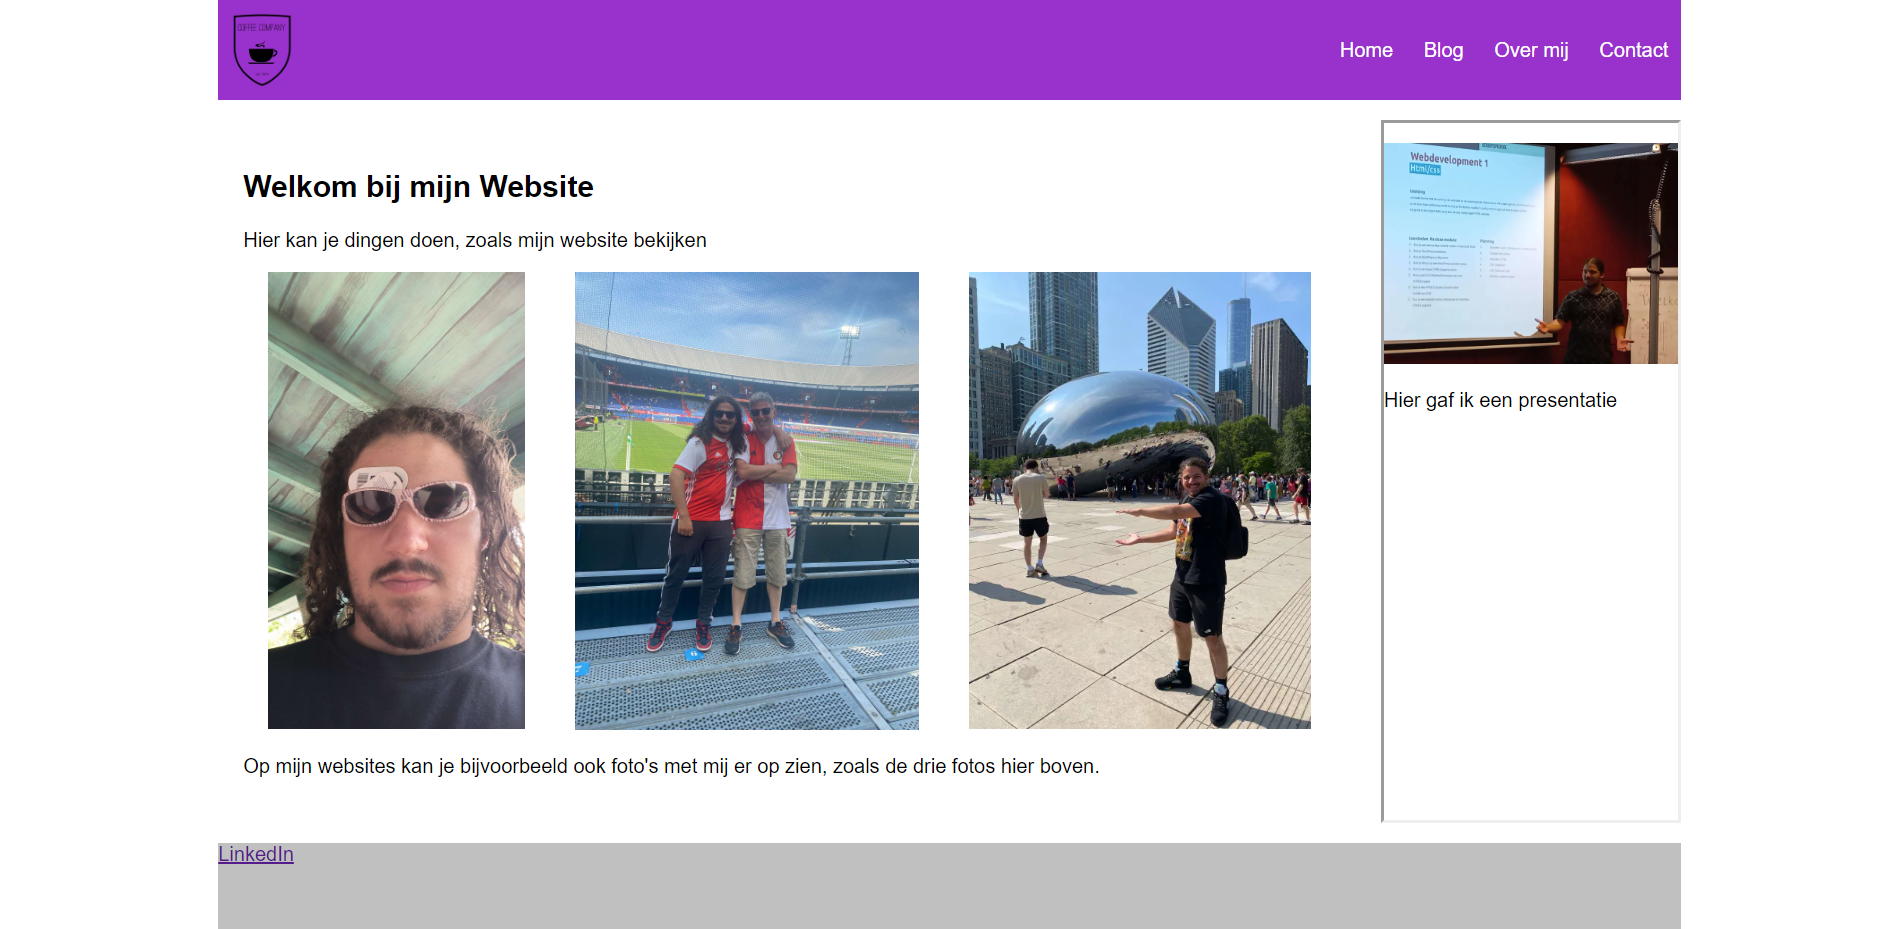 COFFEE COMPANY
Home Blog Over mij Contact
Welkom bij mijn Website
Hier kan je dingen doen, zoals mijn website bekijken
Webdevelopment 1
Html/css
Hier gaf ik een presentatie
Op mijn websites kan je bijvoorbeeld ook foto's met mij er op zien, zoals de drie fotos hier boven.
LinkedIn